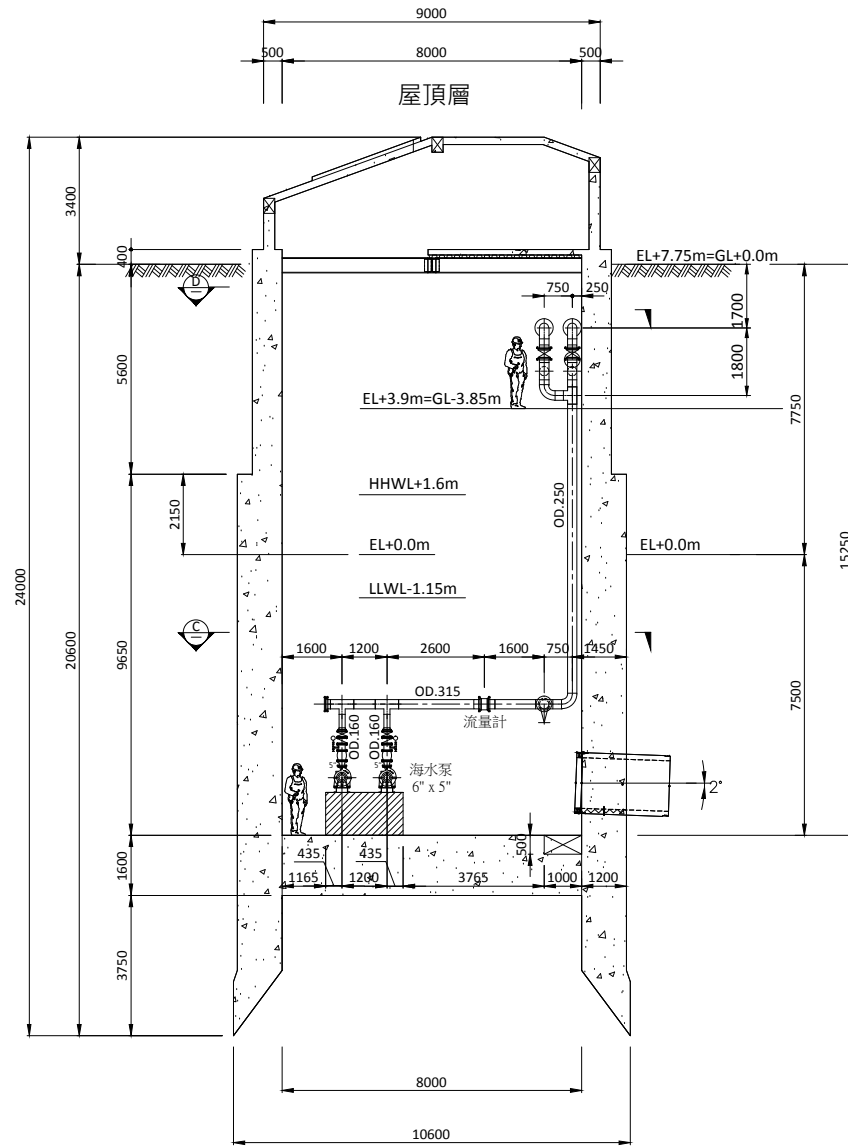 9000
500 8000 500
屋頂層
3400
400
EL+7.75m=GL+0.0m
D
750 250
1700
1800
5600
EL+3.9m=GL-3.85m
7750
HHWL+1.6m
OD.250
2150
EL+0.0m
EL+0.0m
15250
LLWL-1.15m
24000
20600
9650
C
1600 1200 2600 1600 750 1450
OD.315
流量計
OD.160
OD.160
7500
5" 5"
海水泵
6" x 5"
2°
500
1600
435 435
1165 1200 3765 1000 1200
3750
8000
10600